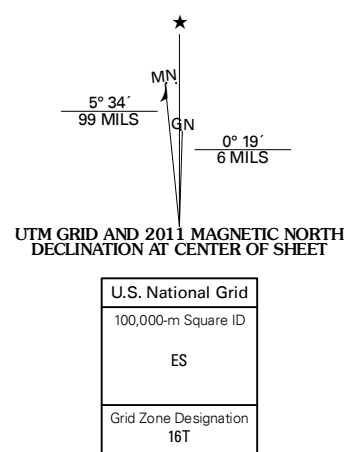 ★
MN.
5° 34´
99 MILS
GN
0° 19´
6 MILS
UTM GRID AND 2011 MAGNETIC NORTH
DECLINATION AT CENTER OF SHEET
U.S. National Grid
100,000-m Square ID
ES
Grid Zone Designation
16T